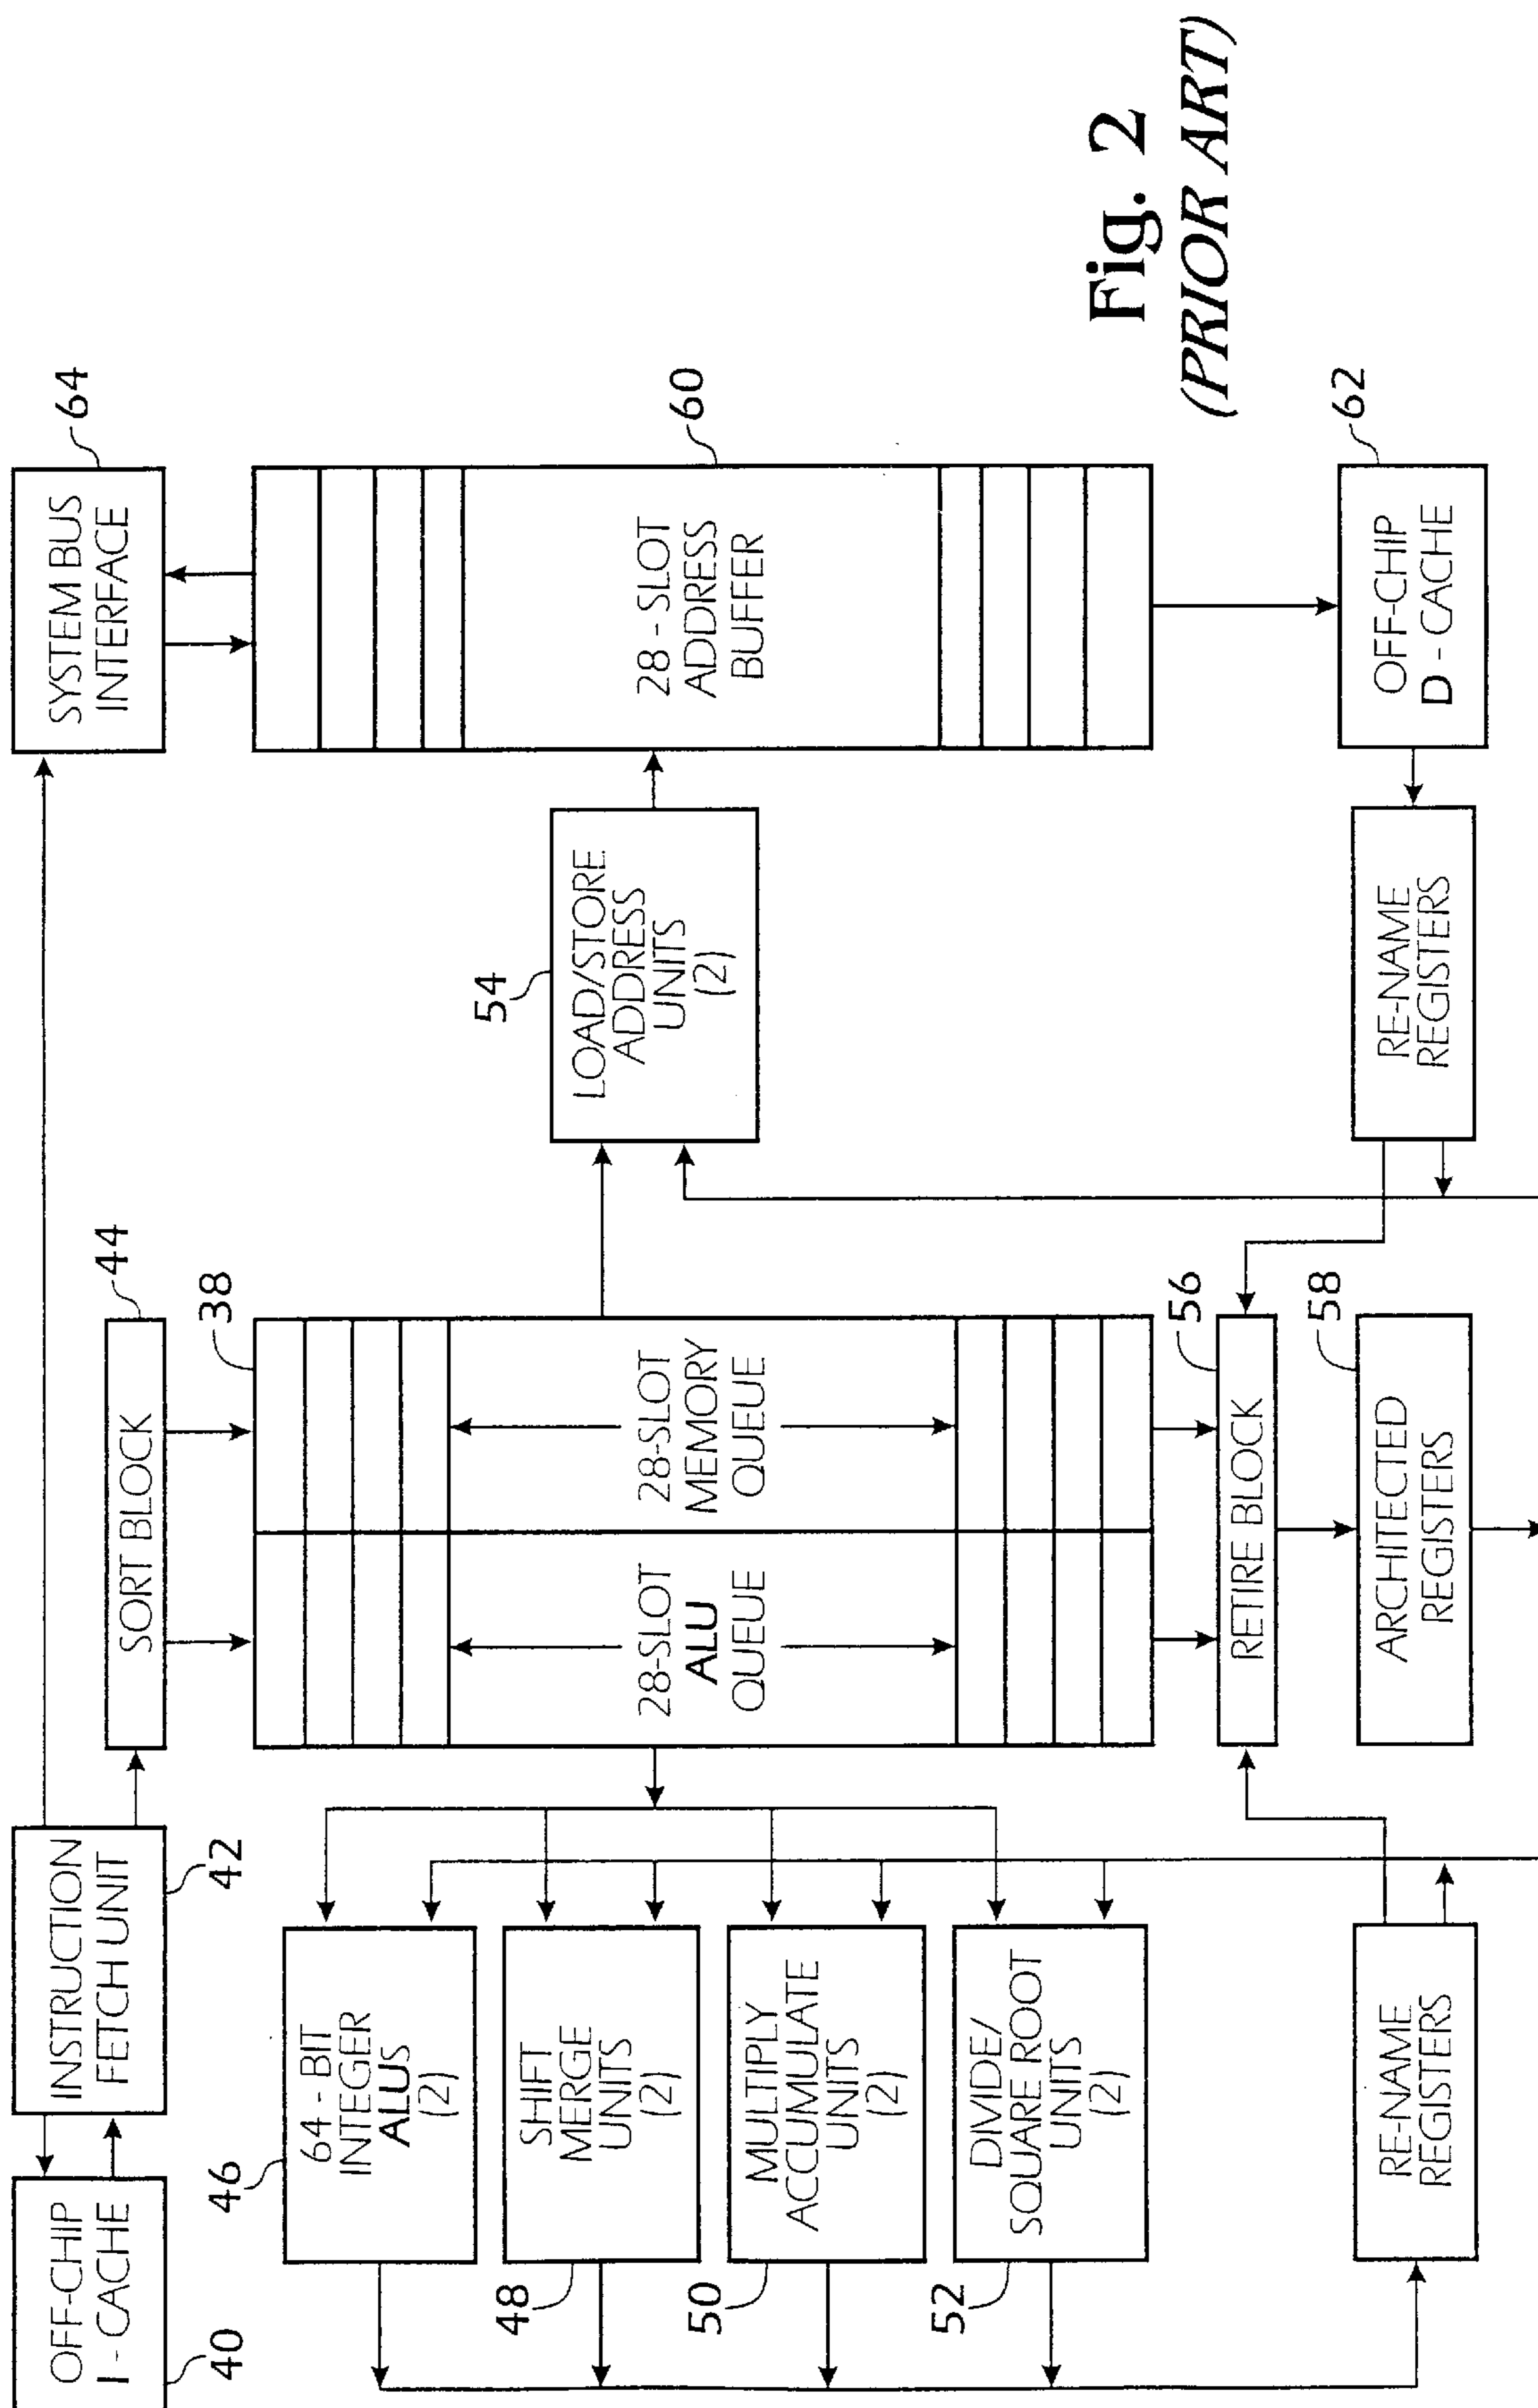 OFF-CHIP
I - CACHE
40
INSTRUCTION
FETCH UNIT
42
SYSTEM BUS
INTERFACE
64
SORT BLOCK
44
38
64 - BIT
INTEGER
ALUS
(2)
46
SHIFT
MERGE
UNITS
(2)
48
MULTIPLY
ACCUMULATE
UNITS
(2)
50
DIVIDE/
SQUARE ROOT
UNITS
(2)
52
28-SLOT
ALU
QUEUE
28-SLOT
MEMORY
QUEUE
LOAD/STORE
ADDRESS
UNITS
(2)
54
28 - SLOT
ADDRESS
BUFFER
60
RETIRE BLOCK
56
RE-NAME
REGISTERS
ARCHITECTED
REGISTERS
58
RE-NAME
REGISTERS
OFF-CHIP
D - CACHE
62
Fig. 2
(PRIOR ART)